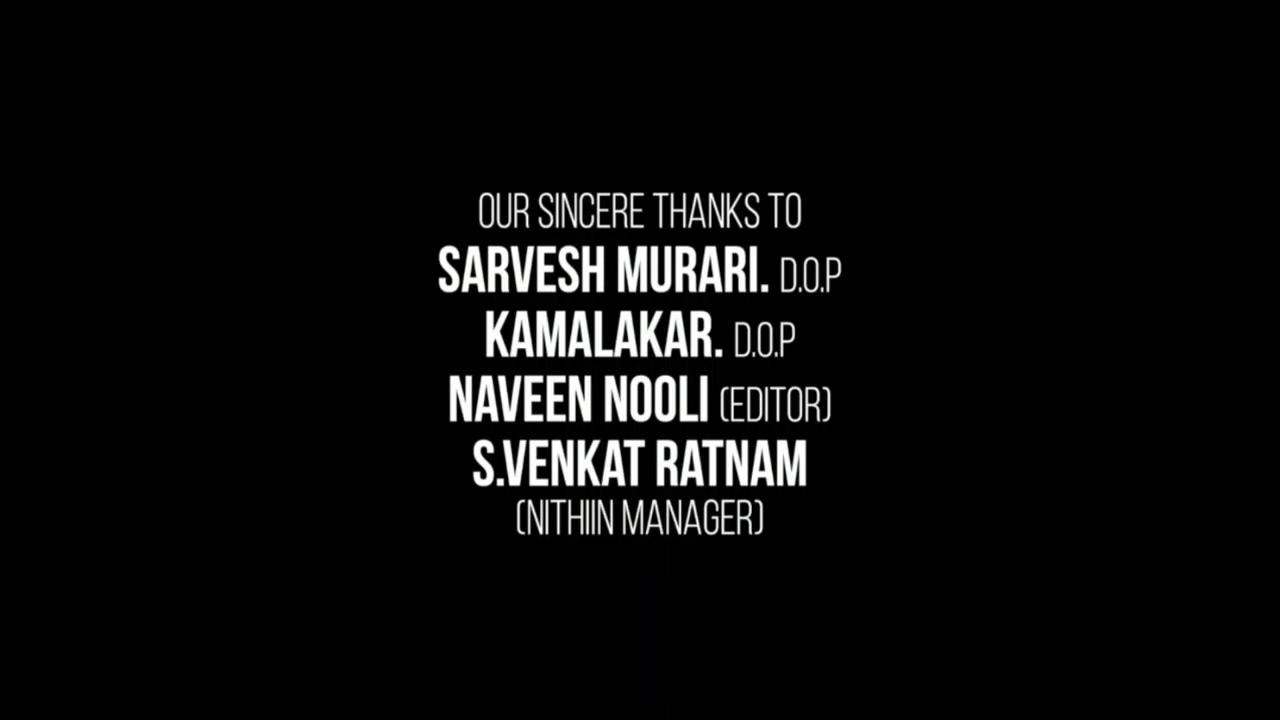 OUR SINCERE THANKS TO
SARVESH MURARI. D.O.P
KAMALAKAR. D.O.P
NAVEEN NOOLI (EDITOR)
S.VENKAT RATNAM
(NITHIIN MANAGER)